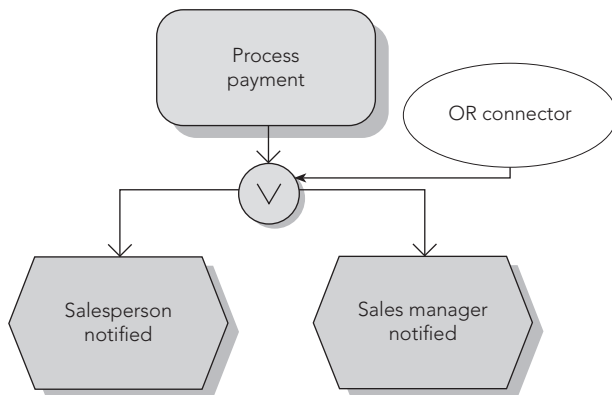 Process
payment
OR connector
V
Salesperson
notified
Sales manager
notified